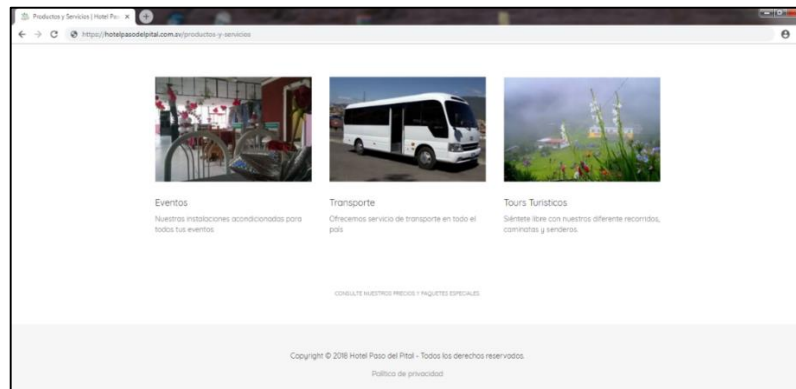 Productos y Servicios | Hotel Pas
https://hotelpasodelpital.com.sv/productos-y-servicios
Eventos
Nuestras instalaciones acondicionadas para
todos tus eventos.
Transporte
Ofrecemos servicio de transporte en todo el
país
Tours Turisticos
Siéntete libre con nuestros diferente recorridos,
caminatas y senderos.
CONSULTE NUESTROS PRECIOS Y PAQUETES ESPECIALES.
Copyright © 2018 Hotel Paso del Pital - Todos los derechos reservados.
Política de privacidad